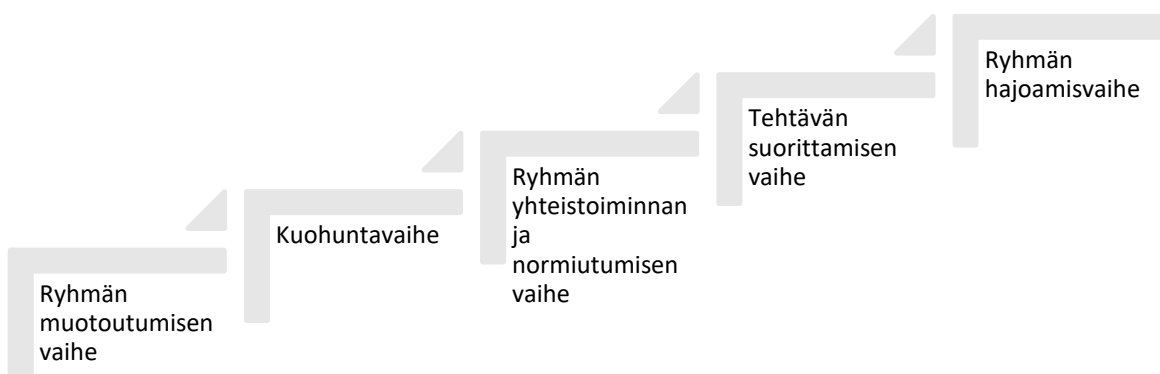 Ryhmän
muotoutumisen
vaihe
Kuohuntavaihe
Ryhmän
yhteistoiminnan
ja
normiutumisen
vaihe
Tehtävän
suorittamisen
vaihe
Ryhmän
hajoamisvaihe